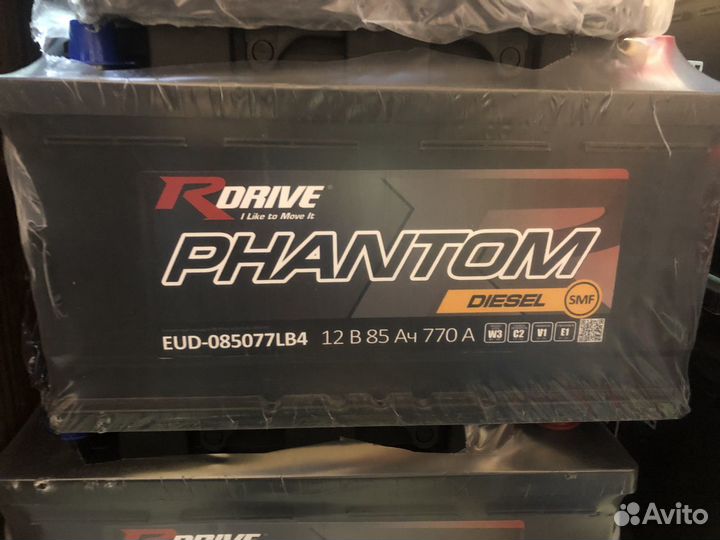 RDRIVE®
I Like to Move It
PHANTOM
DIESEL SMF
EUD-085077LB4 12 В 85 Ач 770 А W3 C2 V1 E1
RDRIVE
Avito